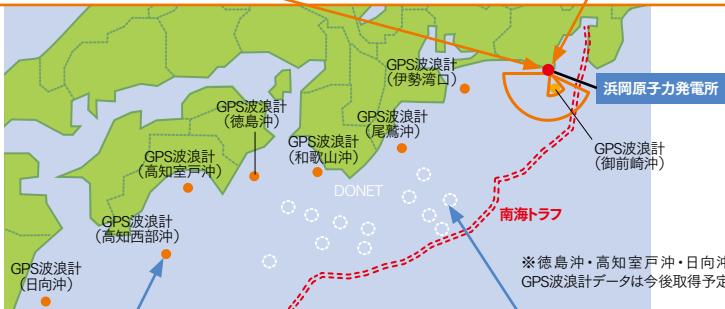 GPS波浪計
（伊勢湾口）
浜岡原子力発電所
GPS波浪計
（徳島沖）
GPS波浪計
（尾鷲沖）
GPS波浪計
（和歌山沖）
GPS波浪計
（御前崎沖）
GPS波浪計
（高知室戸沖）
DONET
南海トラフ
GPS波浪計
（高知西部沖）
GPS波浪計
（日向沖）
※徳島沖・高知室戸沖・日向沖
GPS波浪計データは今後取得予定